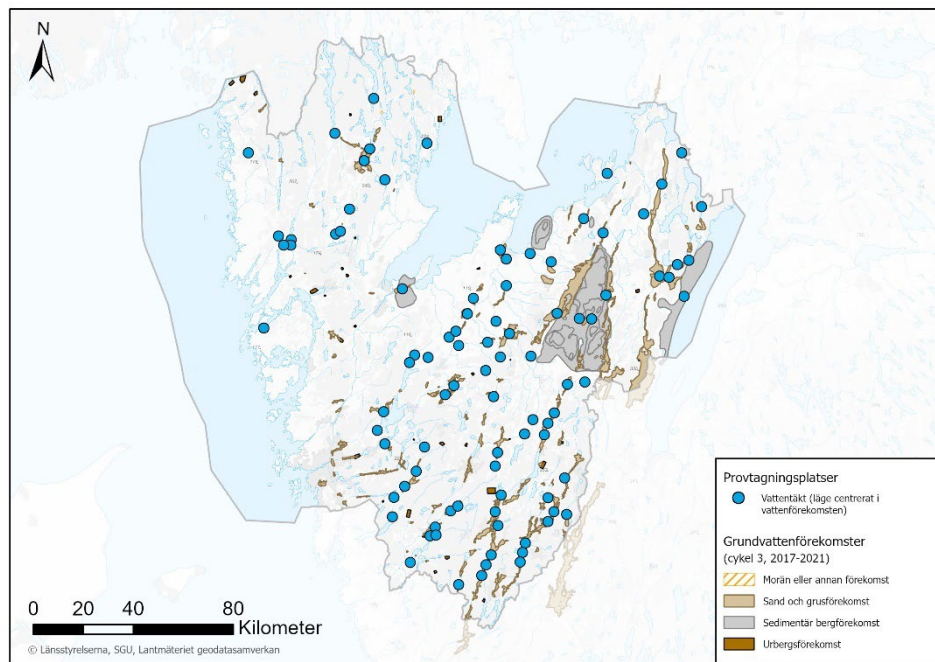 N
Provtagningsplatser
Vattentäkt (läge centrerat i
vattenförekomsten)
Grundvattenförekomster
(cykel 3, 2017-2021)
Morän eller annan förekomst
Sand och grusförekomst
Sedimentär bergförekomst
Urbergsförekomst
0 20 40 80
Kilometer
© Länsstyrelserna, SGU, Lantmäteriet geodatasamverkan